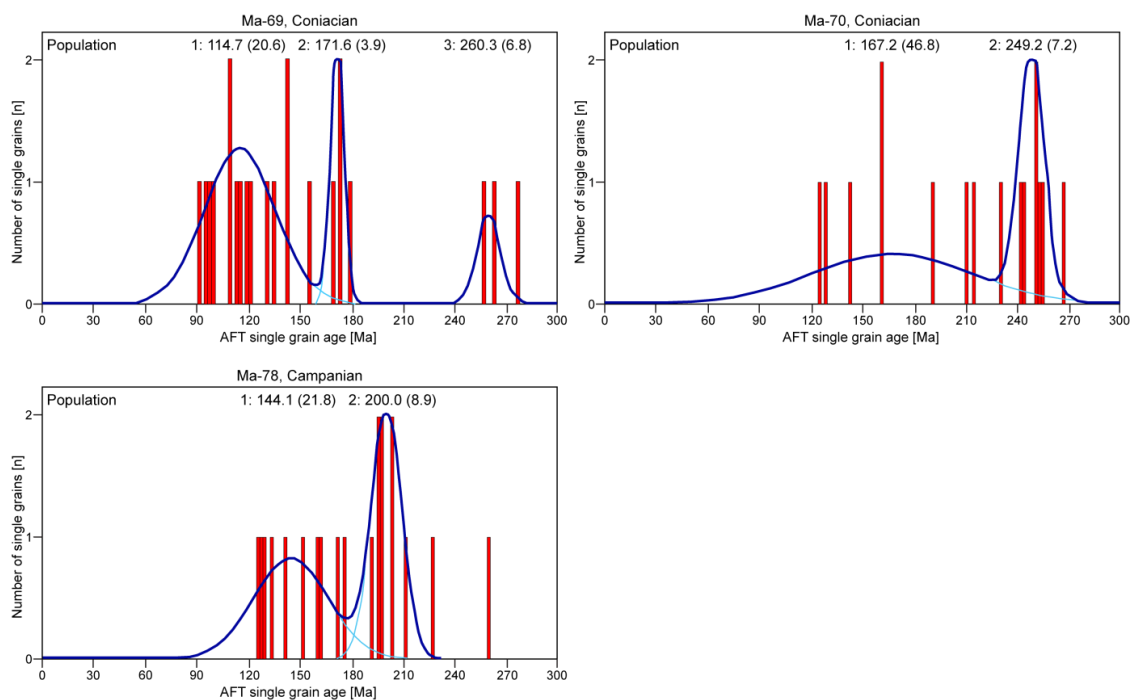 Ma-69, Coniacian
Population 1: 114.7 (20.6) 2: 171.6 (3.9) 3: 260.3 (6.8)
Number of single grains [n]
2
1
0
0 30 60 90 120 150 180 210 240 270 300
AFT single grain age [Ma]
Ma-70, Coniacian
Population 1: 167.2 (46.8) 2: 249.2 (7.2)
Number of single grains [n]
2
1
0
0 30 60 90 120 150 180 210 240 270 300
AFT single grain age [Ma]
Ma-78, Campanian
Population 1: 144.1 (21.8) 2: 200.0 (8.9)
Number of single grains [n]
2
1
0
0 30 60 90 120 150 180 210 240 270 300
AFT single grain age [Ma]